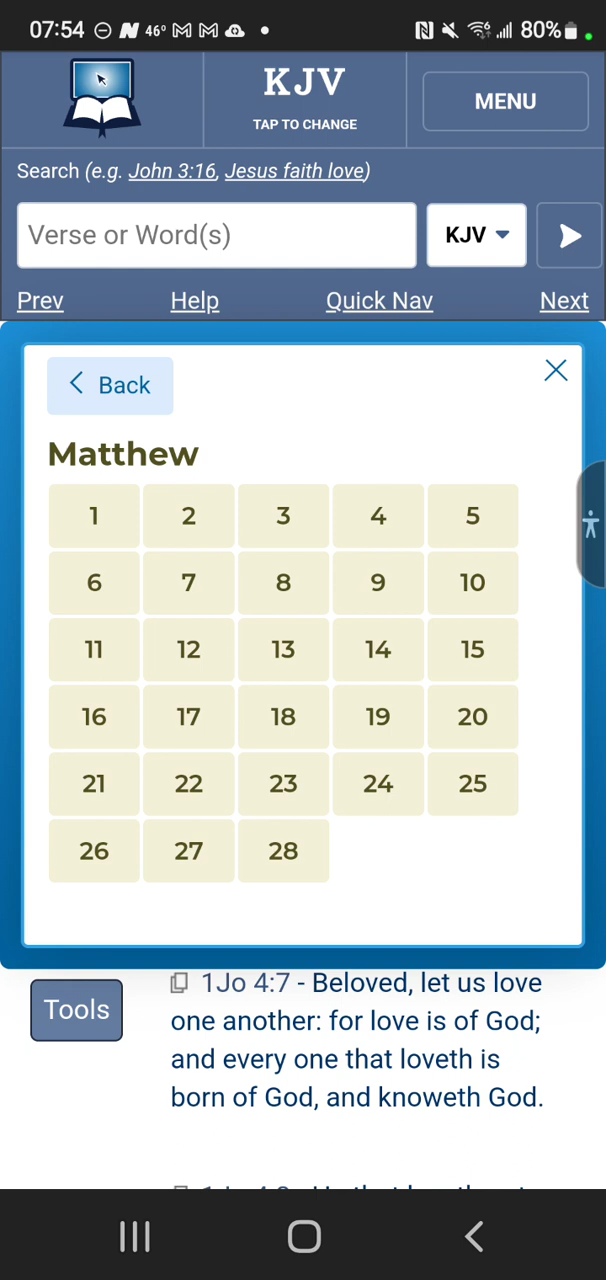 07:54 46° 80%
KJV
TAP TO CHANGE
MENU
Search (e.g. John 3:16, Jesus faith love)
Verse or Word(s)
KJV
Prev Help Quick Nav Next
Back
Matthew
1 2 3 4 5
6 7 8 9 10
11 12 13 14 15
16 17 18 19 20
21 22 23 24 25
26 27 28
Tools
1Jo 4:7 - Beloved, let us love
one another: for love is of God;
and every one that loveth is
born of God, and knoweth God.